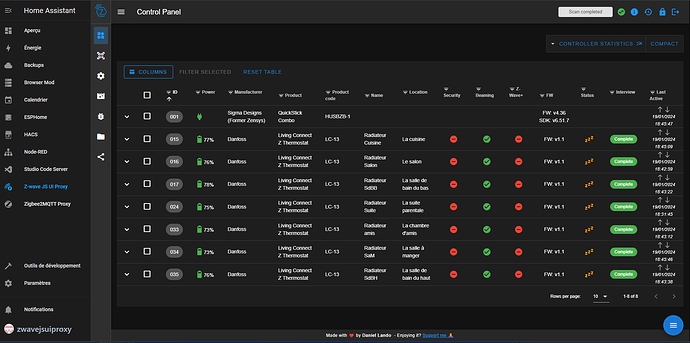 Home Assistant
Aperçu
Énergie
Backups
Browser Mod
Calendrier
ESPHome
HACS
Node-RED
Studio Code Server
Z-wave JS UI Proxy
Zigbee2MQTT Proxy
Outils de développement
Paramètres
Notifications
zwavejsuiproxy
Control Panel
Scan completed
CONTROLLER STATISTICS
COMPACT
COLUMNS
FILTER SELECTED
RESET TABLE
ID Power Manufacturer Product Product code Name Location Security Beaming Z-Wave+ FW Status Interview Last Active
001 Sigma Designs (Former Zensys) QuickStick Combo HUSBZB-1 FW: v4.36 SDK: v6.51.7 19/01/2024 18:45:47
015 77% Danfoss Living Connect Z Thermostat LC-13 Radiateur Cuisine La cuisine FW: v1.1 Complete 19/01/2024 18:45:09
016 76% Danfoss Living Connect Z Thermostat LC-13 Radiateur Salon Le salon FW: v1.1 Complete 19/01/2024 18:42:59
017 78% Danfoss Living Connect Z Thermostat LC-13 Radiateur SdBB La salle de bain du bas FW: v1.1 Complete 19/01/2024
024 75% Danfoss Living Connect Z Thermostat LC-13 Radiateur Suite La suite parentale FW: v1.1 Complete 19/01/2024 18:31:45
033 73% Danfoss Living Connect Z Thermostat LC-13 Radiateur amis La chambre d'amis FW: v1.1 Complete 19/01/2024 18:43:12
034 73% Danfoss Living Connect Z Thermostat LC-13 Radiateur SaM La salle à manger FW: v1.1 Complete 19/01/2024 18:45:46
035 76% Danfoss Living Connect Z Thermostat LC-13 Radiateur SdBH La salle de bain du haut FW: v1.1 Complete 19/01/2024 18:43:38
Rows per page: 10 1-8 of 8
Made with ❤ by Daniel Lando - Enjoying it? Support me